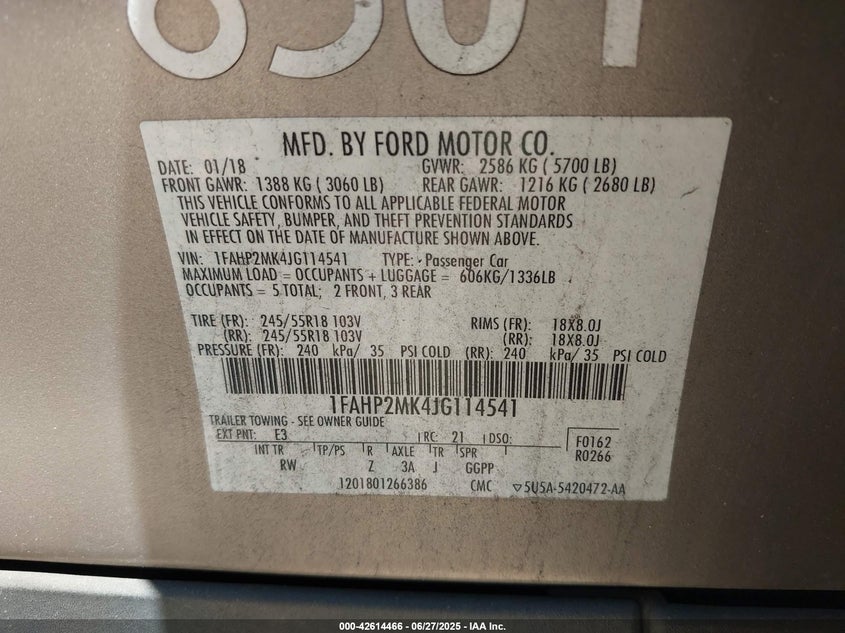 MFD. BY FORD MOTOR CO.
DATE: 01/18 GVWR: 2586 KG ( 5700 LB)
FRONT GAWR: 1388 KG ( 3060 LB) REAR GAWR: 1216 KG ( 2680 LB)
THIS VEHICLE CONFORMS TO ALL APPLICABLE FEDERAL MOTOR
VEHICLE SAFETY, BUMPER, AND THEFT PREVENTION STANDARDS
IN EFFECT ON THE DATE OF MANUFACTURE SHOWN ABOVE.
VIN: 1FAHP2MK4JG114541 TYPE: - Passenger Car
MAXIMUM LOAD = OCCUPANTS + LUGGAGE = 606KG/1336LB
OCCUPANTS = 5 TOTAL; 2 FRONT, 3 REAR
TIRE (FR): 245/55R18 103V RIMS (FR): 18X8.0J
(RR): 245/55R18 103V (RR): 18X8.0J
PRESSURE (FR): 240 kPa/ 35 PSI COLD (RR): 240 kPa/ 35 PSI COLD
1FAHP2MK4JG114541
TRAILER TOWING - SEE OWNER GUIDE
EXT PNT: E3 RC: 21 DSO: F0162
INT TR TP/PS R AXLE TR SPR R0266
RW Z 3A J GGPP
1201801266386 CMC ▽5U5A-5420472-AA
000-42614466 - 06/27/2025 - IAA Inc.